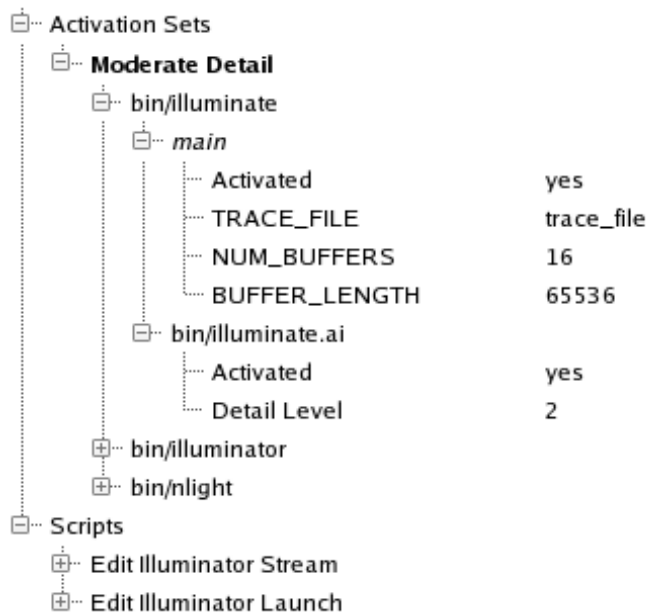 Activation Sets
Moderate Detail
bin/illuminate
main
Activated yes
TRACE_FILE trace_file
NUM_BUFFERS 16
BUFFER_LENGTH 65536
bin/illuminate.ai
Activated yes
Detail Level 2
bin/illuminator
bin/nlight
Scripts
Edit Illuminator Stream
Edit Illuminator Launch